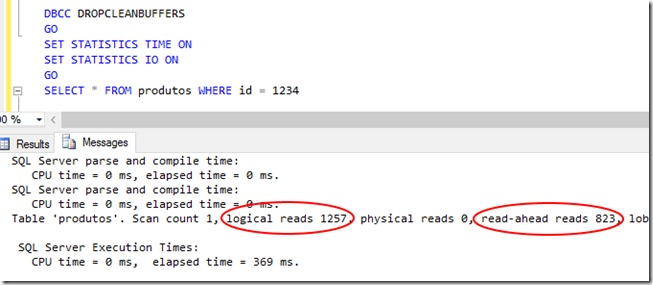 DBCC DROPCLEANBUFFERS
GO
SET STATISTICS TIME ON
SET STATISTICS IO ON
GO
SELECT * FROM produtos WHERE id = 1234
00 %
Results Messages
SQL Server parse and compile time:
CPU time = 0 ms, elapsed time = 0 ms.
SQL Server parse and compile time:
CPU time = 0 ms, elapsed time = 0 ms.
Table 'produtos'. Scan count 1, logical reads 1257, physical reads 0, read-ahead reads 823, lob
SQL Server Execution Times:
CPU time = 0 ms,  elapsed time = 369 ms.